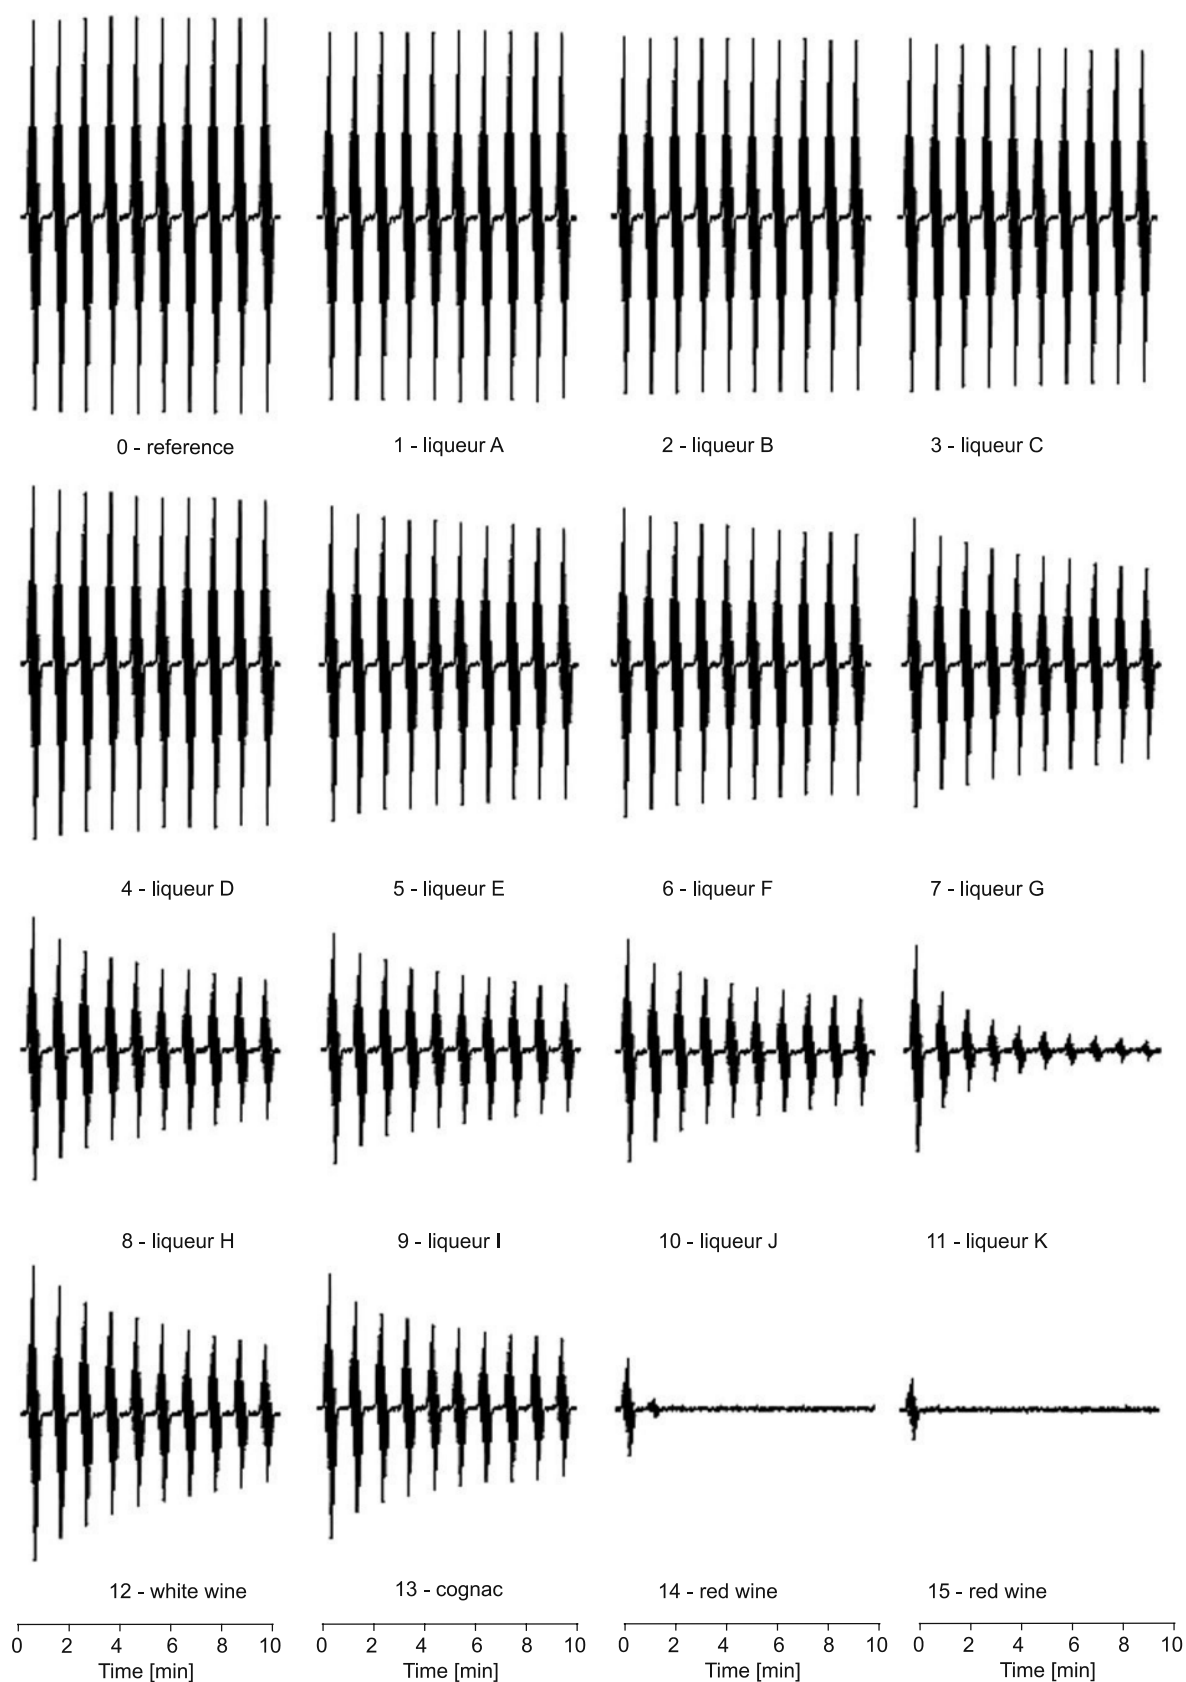 0 - reference
1 - liqueur A
2 - liqueur B
3 - liqueur C
4 - liqueur D
5 - liqueur E
6 - liqueur F
7 - liqueur G
8 - liqueur H
9 - liqueur I
10 - liqueur J
11 - liqueur K
12 - white wine
13 - cognac
14 - red wine
15 - red wine
0 2 4 6 8 10
0 2 4 6 8 10
0 2 4 6 8 10
0 2 4 6 8 10
Time [min]
Time [min]
Time [min]
Time [min]